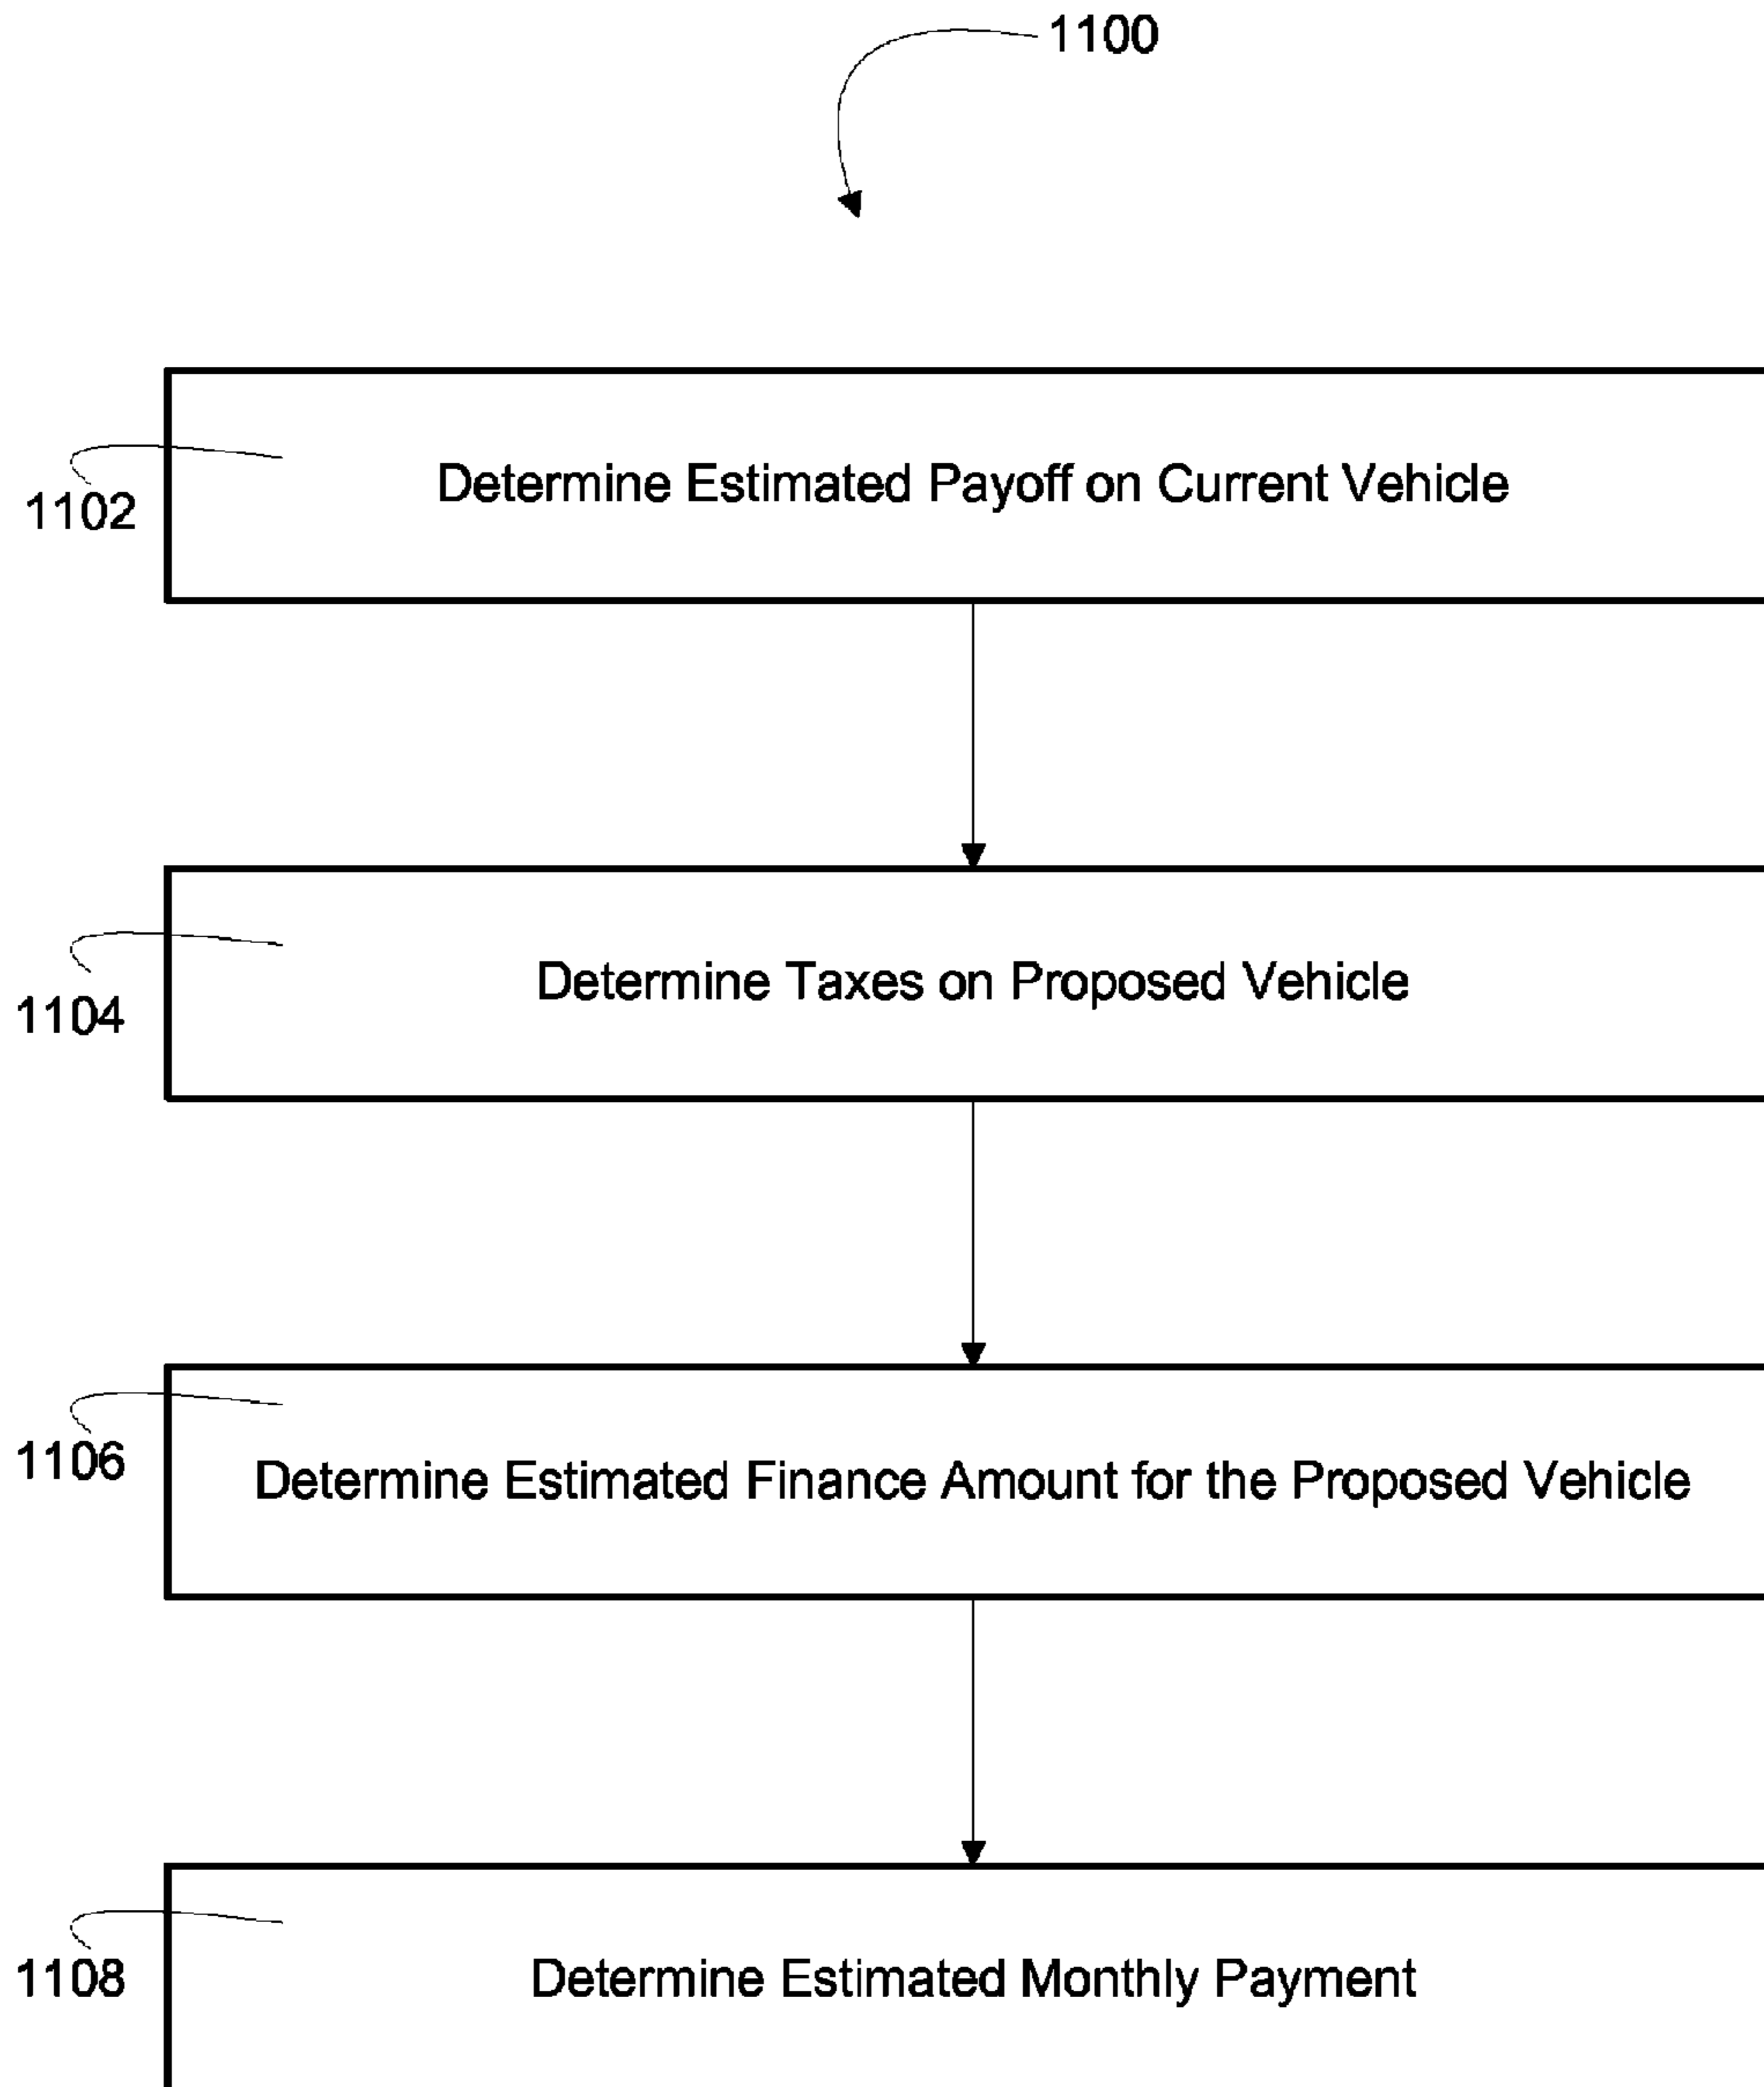 1100
Determine Estimated Payoff on Current Vehicle
1102
Determine Taxes on Proposed Vehicle
1104
Determine Estimated Finance Amount for the Proposed Vehicle
1106
Determine Estimated Monthly Payment
1108